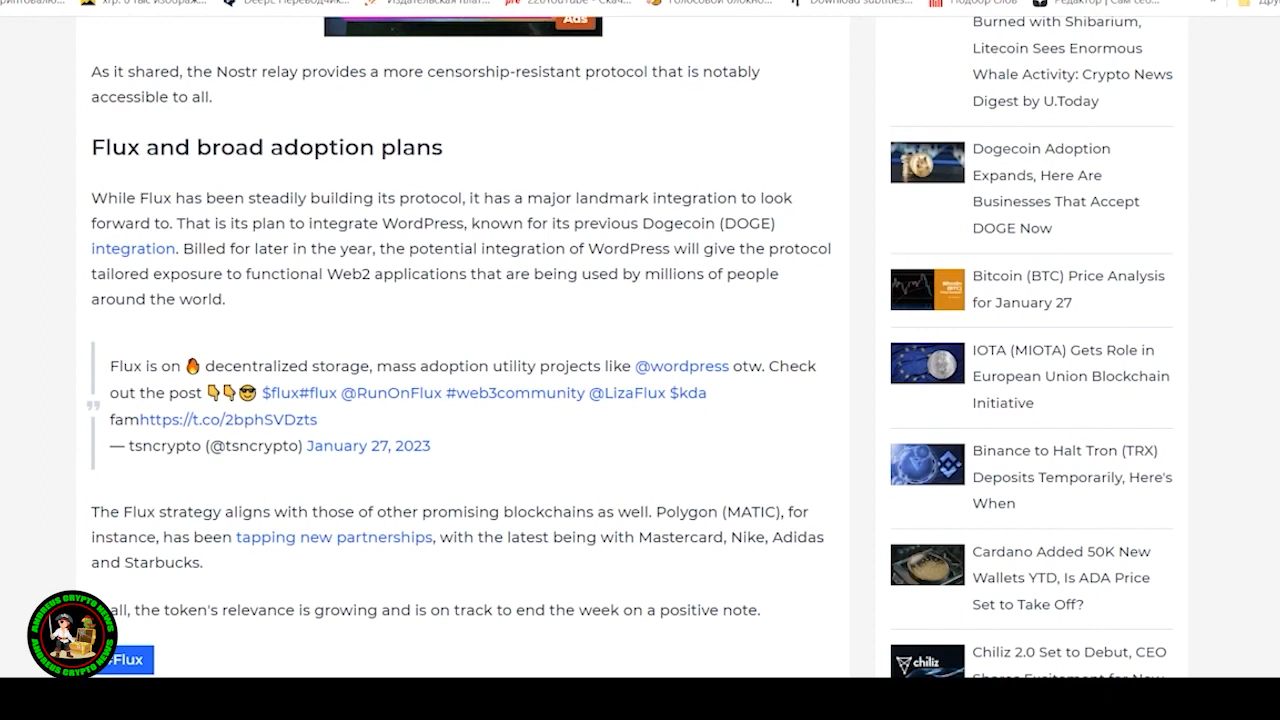 Ads
As it shared, the Nostr relay provides a more censorship-resistant protocol that is notably
accessible to all.
Flux and broad adoption plans
While Flux has been steadily building its protocol, it has a major landmark integration to look
forward to. That is its plan to integrate WordPress, known for its previous Dogecoin (DOGE)
integration. Billed for later in the year, the potential integration of WordPress will give the protocol
tailored exposure to functional Web2 applications that are being used by millions of people
around the world.
Flux is on 🔥 decentralized storage, mass adoption utility projects like @wordpress otw. Check
out the post 👇👇😎 $flux#flux @RunOnFlux #web3community @LizaFlux $kda
famhttps://t.co/2bphSVDzts
— tsncrypto (@tsncrypto) January 27, 2023
The Flux strategy aligns with those of other promising blockchains as well. Polygon (MATIC), for
instance, has been tapping new partnerships, with the latest being with Mastercard, Nike, Adidas
and Starbucks.
all, the token's relevance is growing and is on track to end the week on a positive note.
#Flux
Burned with Shibarium,
Litecoin Sees Enormous
Whale Activity: Crypto News
Digest by U.Today
Dogecoin Adoption
Expands, Here Are
Businesses That Accept
DOGE Now
Bitcoin (BTC) Price Analysis
for January 27
IOTA (MIOTA) Gets Role in
European Union Blockchain
Initiative
Binance to Halt Tron (TRX)
Deposits Temporarily, Here's
When
Cardano Added 50K New
Wallets YTD, Is ADA Price
Set to Take Off?
chiliz
Chiliz 2.0 Set to Debut, CEO
ANDREUS CRYPTO NEWS
ANDREUS CRYPTO NEWS